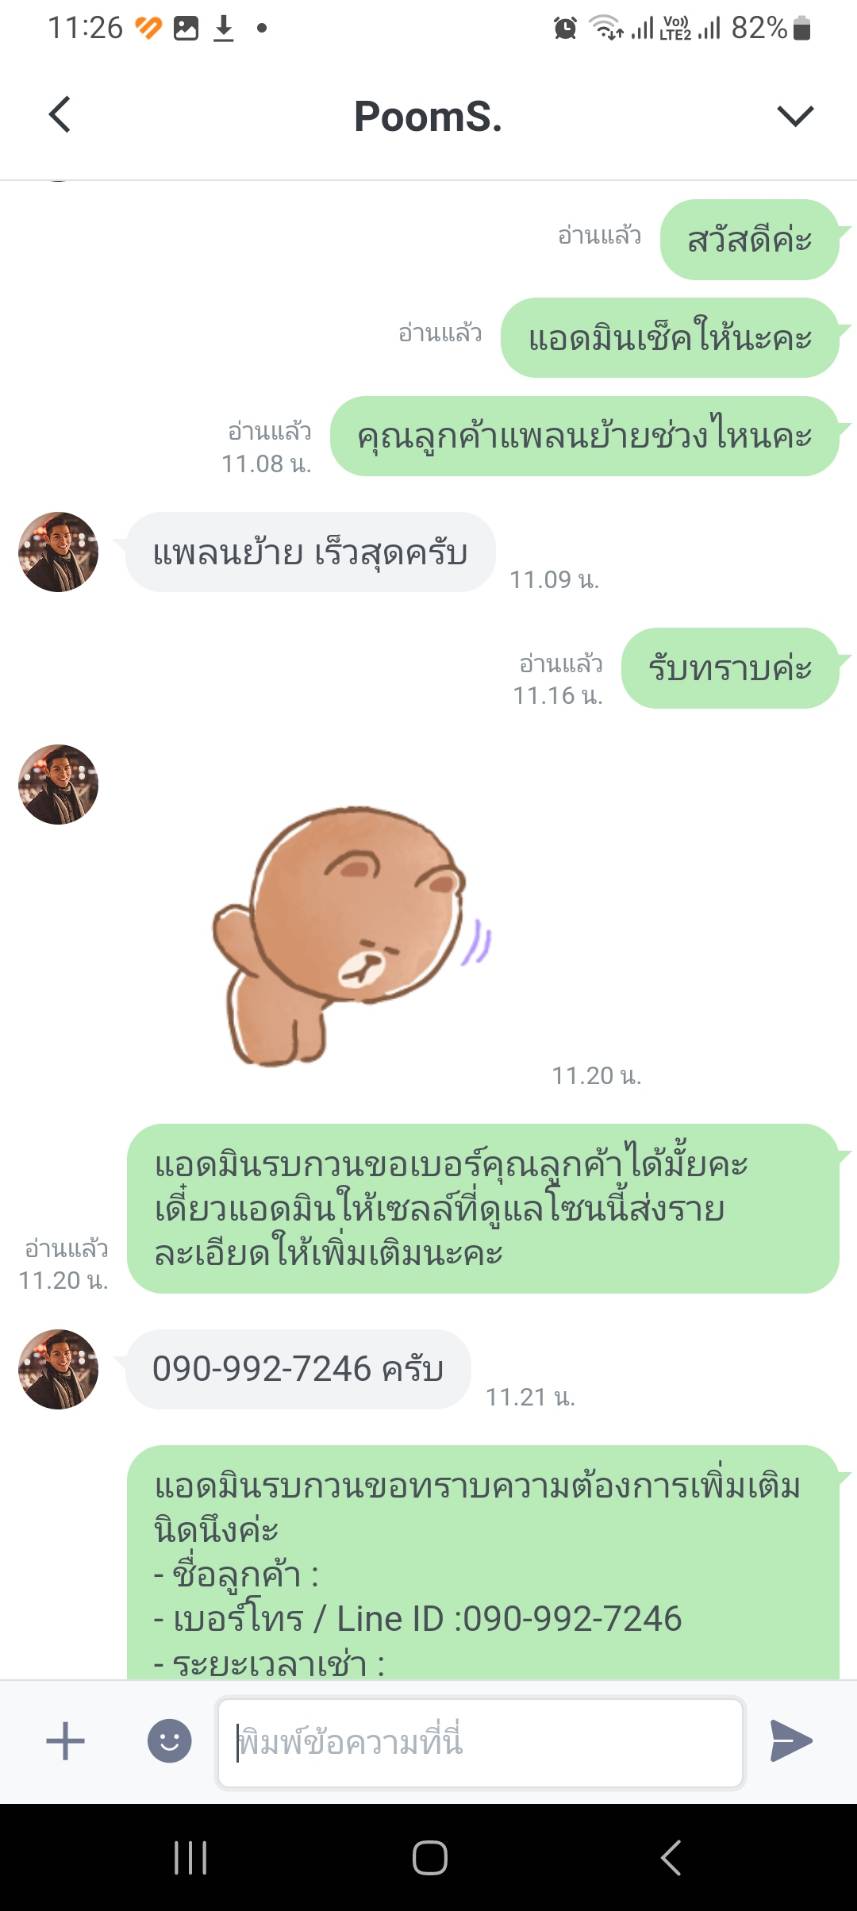 11:26
Vo)) LTE2
82%
PoomS.
อ่านแล้ว
สวัสดีค่ะ
อ่านแล้ว
แอดมินเช็คให้นะคะ
อ่านแล้ว
11.08 น.
คุณลูกค้าแพลนย้ายช่วงไหนคะ
แพลนย้าย เร็วสุดครับ
11.09 น.
อ่านแล้ว
11.16 น.
รับทราบค่ะ
11.20 น.
แอดมินรบกวนขอเบอร์คุณลูกค้าได้มั้ยคะ
เดี๋ยวแอดมินให้เซลล์ที่ดูแลโซนนี้ส่งราย
ละเอียดให้เพิ่มเติมนะคะ
อ่านแล้ว
11.20 น.
090-992-7246 ครับ
11.21 น.
แอดมินรบกวนขอทราบความต้องการเพิ่มเติม
นิดนึงค่ะ
- ชื่อลูกค้า :
- เบอร์โทร / Line ID :090-992-7246
- ระยะเวลาเช่า :
พิมพ์ข้อความที่นี่